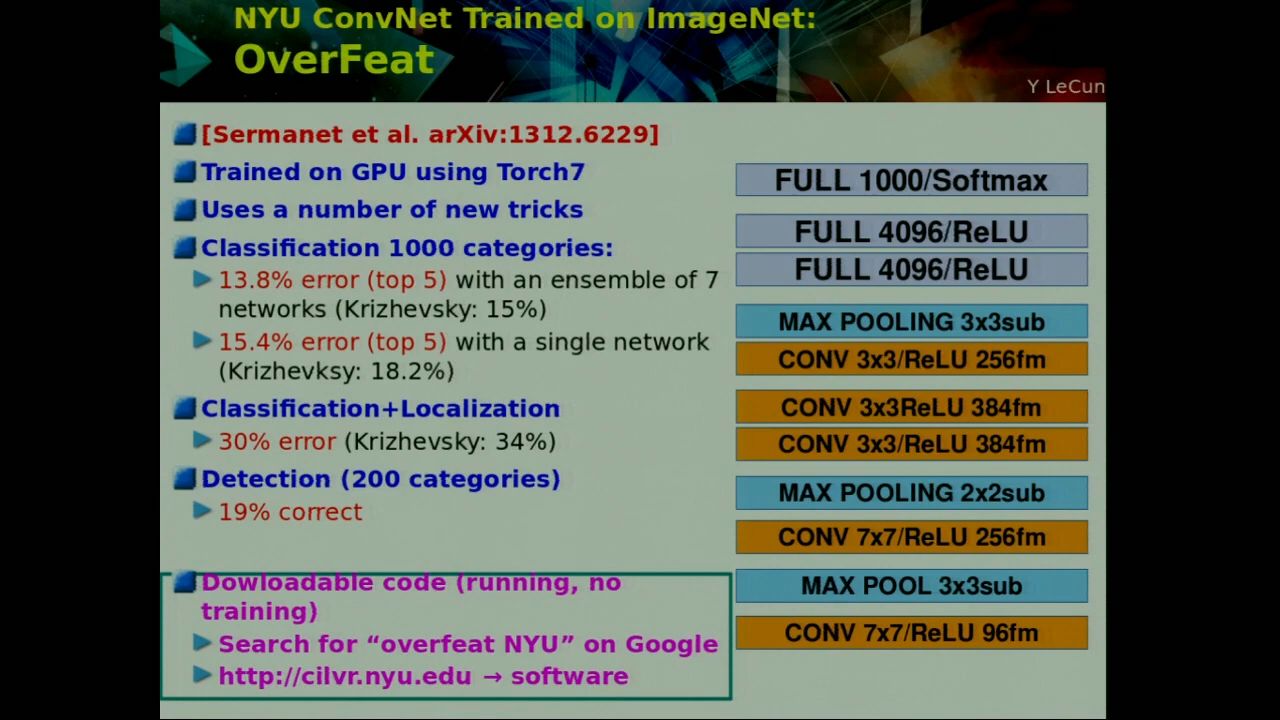 NYU ConvNet Trained on ImageNet:
OverFeat
Y LeCun
[Sermanet et al. arXiv:1312.6229]
Trained on GPU using Torch7
Uses a number of new tricks
Classification 1000 categories:
13.8% error (top 5) with an ensemble of 7
networks (Krizhevsky: 15%)
15.4% error (top 5) with a single network
(Krizhevksy: 18.2%)
Classification+Localization
30% error (Krizhevsky: 34%)
Detection (200 categories)
19% correct
Dowloadable code (running, no
training)
Search for “overfeat NYU” on Google
http://cilvr.nyu.edu → software
FULL 1000/Softmax
FULL 4096/ReLU
FULL 4096/ReLU
MAX POOLING 3x3sub
CONV 3x3/ReLU 256fm
CONV 3x3ReLU 384fm
CONV 3x3/ReLU 384fm
MAX POOLING 2x2sub
CONV 7x7/ReLU 256fm
MAX POOL 3x3sub
CONV 7x7/ReLU 96fm